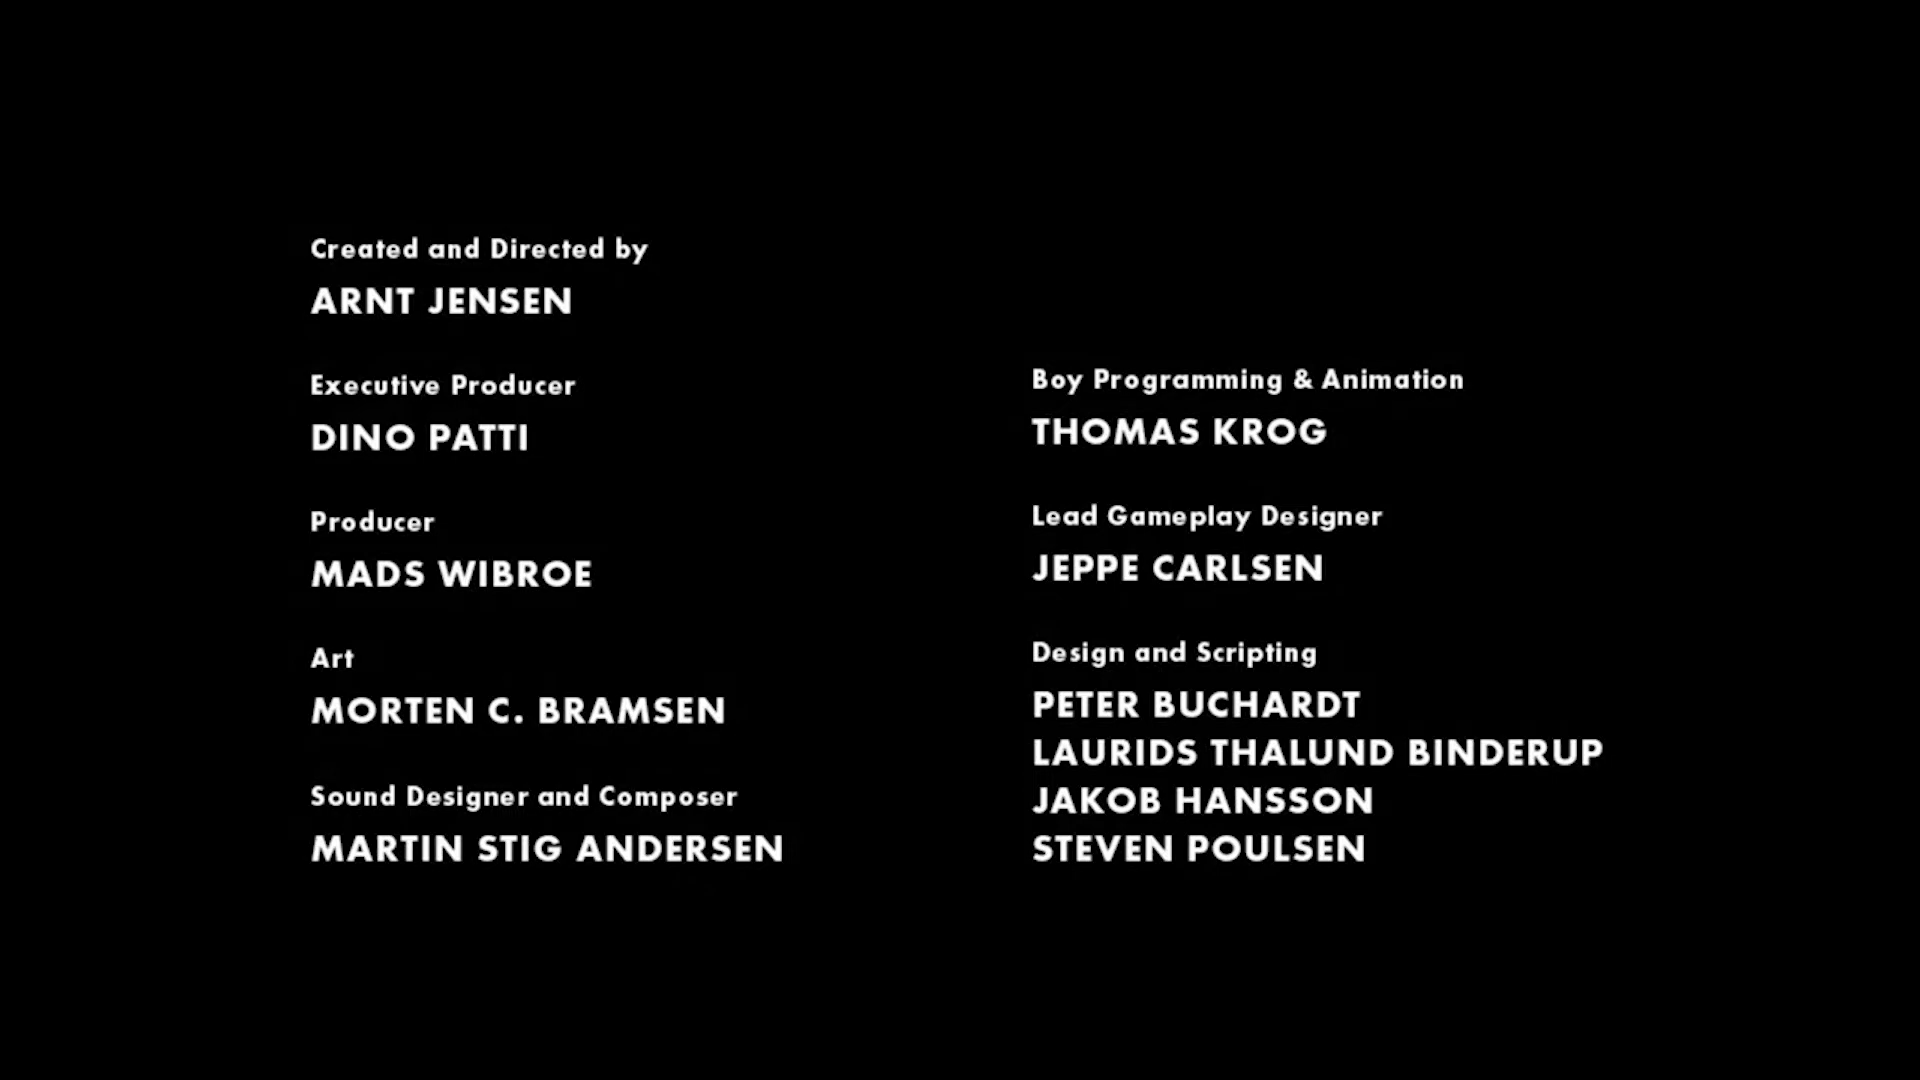 Created and Directed by
ARNT JENSEN
Executive Producer
DINO PATTI
Producer
MADS WIBROE
Art
MORTEN C. BRAMSEN
Sound Designer and Composer
MARTIN STIG ANDERSEN
Boy Programming & Animation
THOMAS KROG
Lead Gameplay Designer
JEPPE CARLSEN
Design and Scripting
PETER BUCHARDT
LAURIDS THALUND BINDERUP
JAKOB HANSSON
STEVEN POULSEN